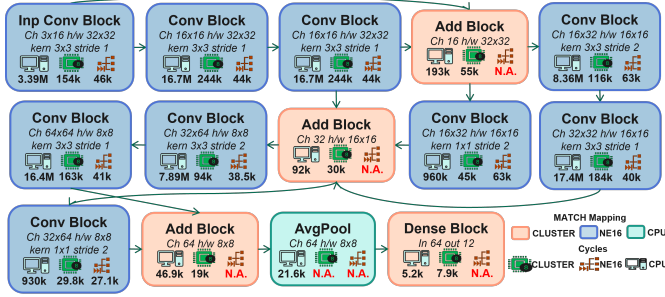 Inp Conv Block
Ch 3x16 h/w 32x32
kern 3x3 stride 1
3.39M 154k 46k
Conv Block
Ch 16x16 h/w 32x32
kern 3x3 stride 1
16.7M 244k 44k
Conv Block
Ch 16x16 h/w 32x32
kern 3x3 stride 1
16.7M 244k 44k
Add Block
Ch 16 h/w 32x32
193k 55k N.A.
Conv Block
Ch 16x32 h/w 16x16
kern 3x3 stride 2
8.36M 116k 63k
Conv Block
Ch 64x64 h/w 8x8
kern 3x3 stride 1
16.4M 163k 41k
Conv Block
Ch 32x64 h/w 8x8
kern 3x3 stride 2
7.89M 94k 38.5k
Add Block
Ch 32 h/w 16x16
92k 30k N.A.
Conv Block
Ch 16x32 h/w 16x16
kern 1x1 stride 2
960k 45k 63k
Conv Block
Ch 32x32 h/w 16x16
kern 3x3 stride 1
17.4M 184k 40k
Conv Block
Ch 32x64 h/w 8x8
kern 1x1 stride 2
930k 29.8k 27.1k
Add Block
Ch 64 h/w 8x8
46.9k 19k N.A.
AvgPool
Ch 64 h/w 8x8
21.6k N.A. N.A.
Dense Block
In 64 out 12
5.2k 7.9k N.A.
MATCH Mapping
CLUSTER NE16 CPU
Cycles
CLUSTER NE16 CPU